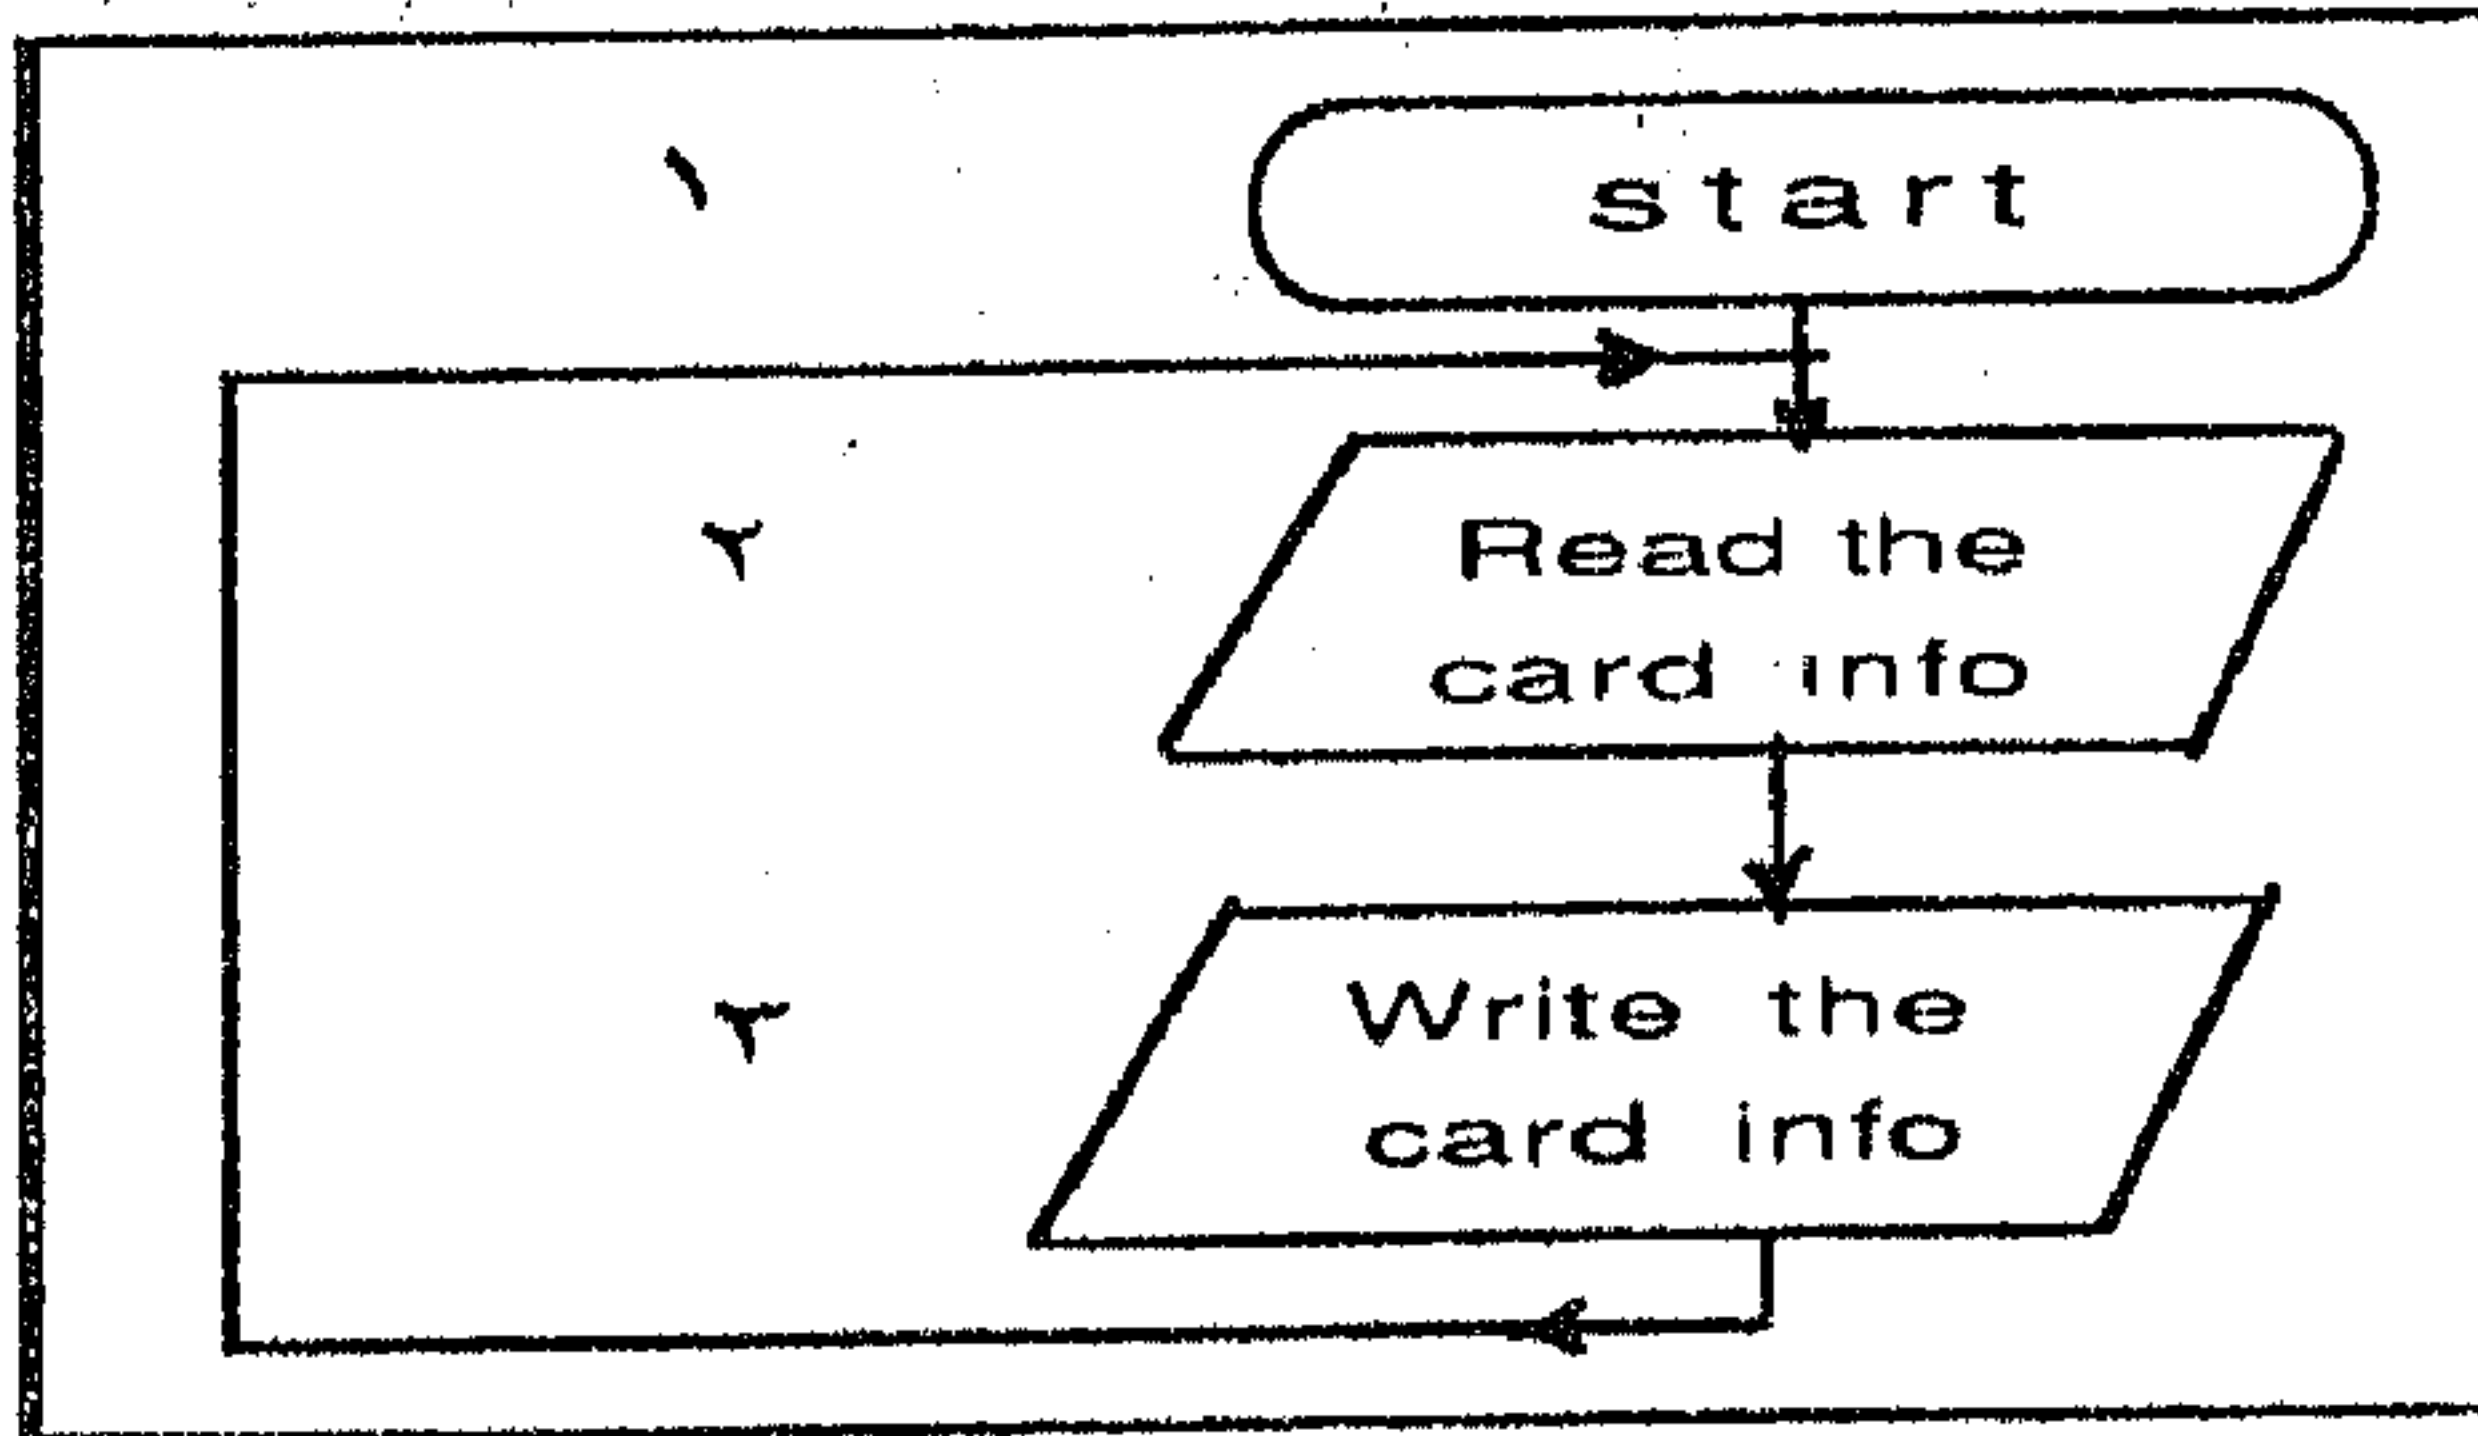 ١ start
٢ Read the
card info
٣ Write the
card info